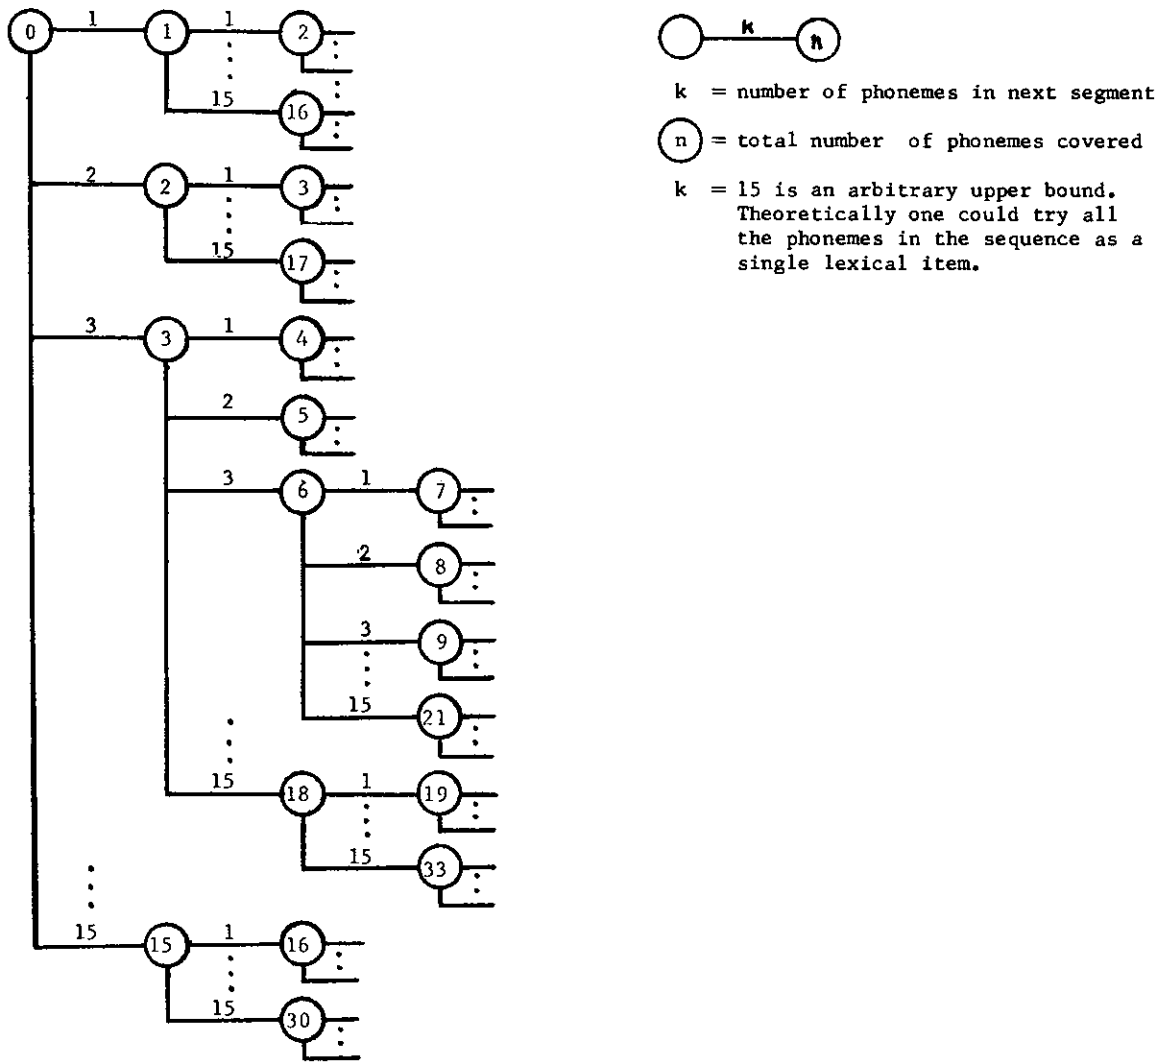 0 1 1 1 2
15 16
2 2 1 3
15 17
3 3 1 4
2 5
3 6 1 7
2 8
3 9
15 21
15 18 1 19
15 33
15 15 1 16
15 30
k
n
k = number of phonemes in next segment
n = total number of phonemes covered
k = 15 is an arbitrary upper bound.
Theoretically one could try all
the phonemes in the sequence as a
single lexical item.